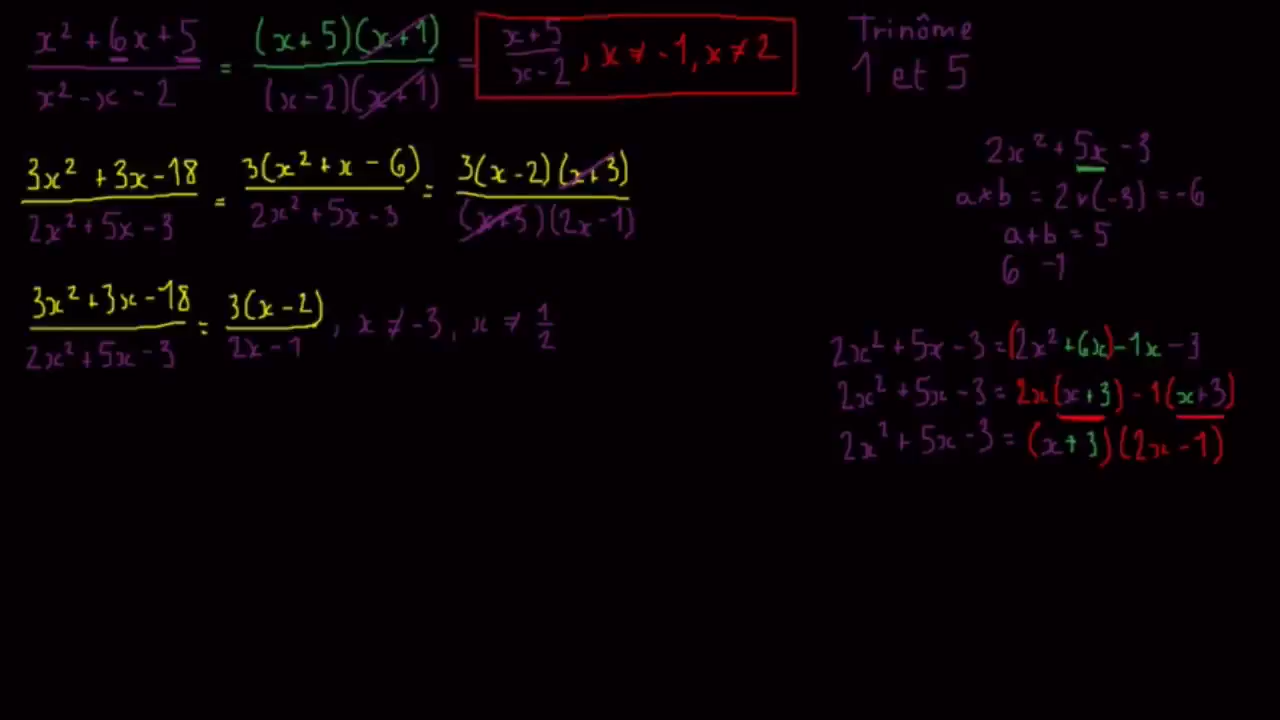 x² + 6x + 5 / x² - x - 2 = (x+5)(x+1) / (x-2)(x+1) = x+5 / x-2 , x ≠ -1, x ≠ 2
3x² + 3x - 18 / 2x² + 5x - 3 = 3(x² + x - 6) / 2x² + 5x - 3 = 3(x-2)(x+3) / (x+3)(2x-1)
3x² + 3x - 18 / 2x² + 5x - 3 = 3(x-2) / 2x - 1 , x ≠ -3, x ≠ 1/2
Trinôme
1 et 5
2x² + 5x - 3
a*b = 2*(-3) = -6
a+b = 5
6 -1
2x² + 5x - 3 = (2x² + 6x) - 1x - 3
2x² + 5x - 3 = 2x(x+3) - 1(x+3)
2x² + 5x - 3 = (x+3)(2x-1)